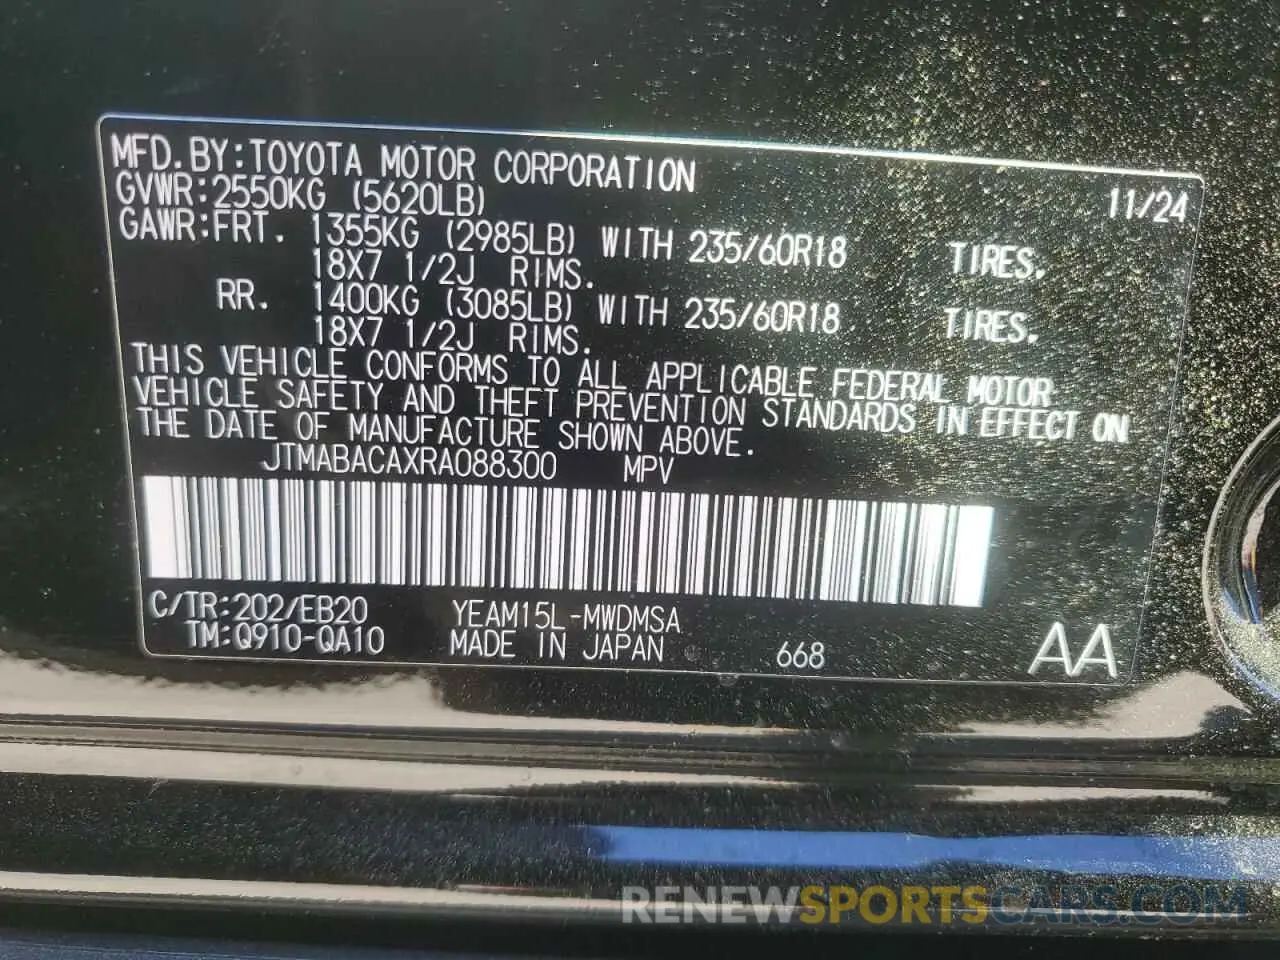 MFD.BY:TOYOTA MOTOR CORPORATION 11/24
GVWR:2550KG (5620LB)
GAWR:FRT. 1355KG (2985LB) WITH 235/60R18 TIRES.
18X7 1/2J RIMS.
RR. 1400KG (3085LB) WITH 235/60R18 TIRES.
18X7 1/2J RIMS.
THIS VEHICLE CONFORMS TO ALL APPLICABLE FEDERAL MOTOR
VEHICLE SAFETY AND THEFT PREVENTION STANDARDS IN EFFECT ON
THE DATE OF MANUFACTURE SHOWN ABOVE.
JTMABACAXRA088300 MPV
C/TR:202/EB20 YEAM15L-MWDMSA
TM:Q910-QA10 MADE IN JAPAN 668 AA
RENEWSPORTSCARS.COM